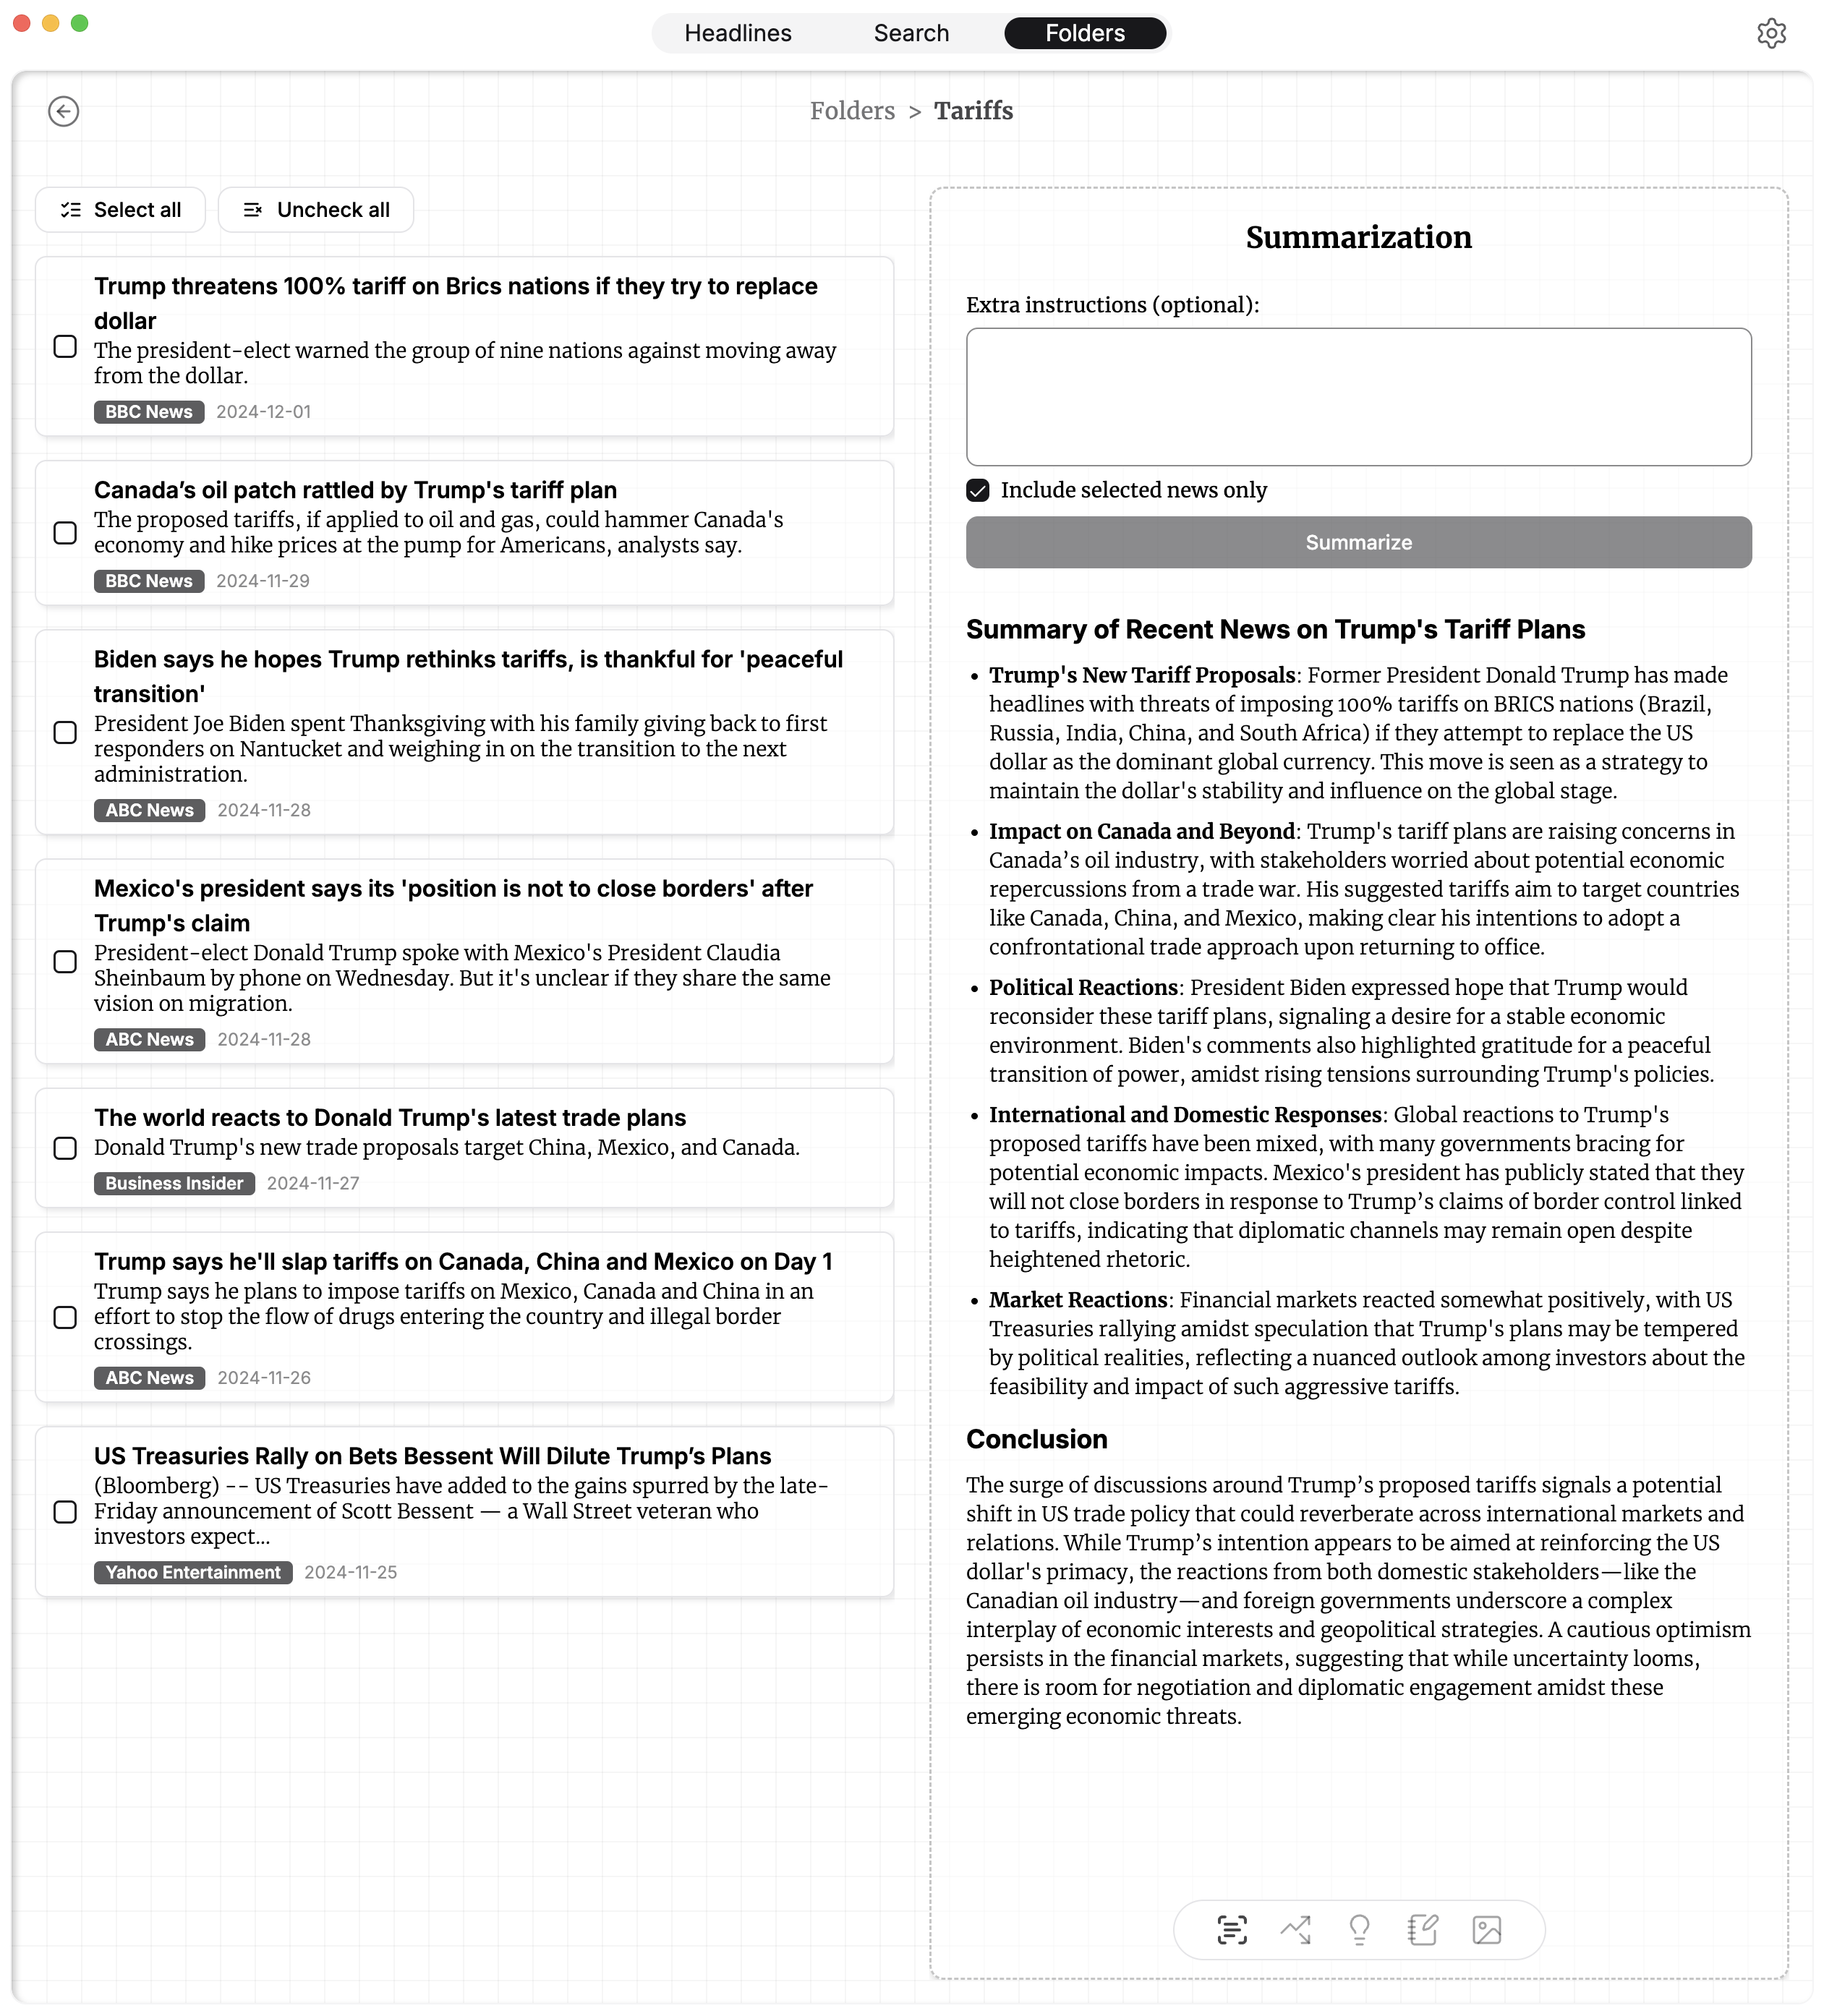 Headlines
Search
Folders
Folders > Tariffs
Select all
Uncheck all
Trump threatens 100% tariff on Brics nations if they try to replace
dollar
The president-elect warned the group of nine nations against moving away
from the dollar.
BBC News 2024-12-01
Canada’s oil patch rattled by Trump's tariff plan
The proposed tariffs, if applied to oil and gas, could hammer Canada's
economy and hike prices at the pump for Americans, analysts say.
BBC News 2024-11-29
Biden says he hopes Trump rethinks tariffs, is thankful for 'peaceful
transition'
President Joe Biden spent Thanksgiving with his family giving back to first
responders on Nantucket and weighing in on the transition to the next
administration.
ABC News 2024-11-28
Mexico's president says its 'position is not to close borders' after
Trump's claim
President-elect Donald Trump spoke with Mexico's President Claudia
Sheinbaum by phone on Wednesday. But it's unclear if they share the same
vision on migration.
ABC News 2024-11-28
The world reacts to Donald Trump's latest trade plans
Donald Trump's new trade proposals target China, Mexico, and Canada.
Business Insider 2024-11-27
Trump says he'll slap tariffs on Canada, China and Mexico on Day 1
Trump says he plans to impose tariffs on Mexico, Canada and China in an
effort to stop the flow of drugs entering the country and illegal border
crossings.
ABC News 2024-11-26
US Treasuries Rally on Bets Bessent Will Dilute Trump’s Plans
(Bloomberg) -- US Treasuries have added to the gains spurred by the late-
Friday announcement of Scott Bessent — a Wall Street veteran who
investors expect...
Yahoo Entertainment 2024-11-25
Summarization
Extra instructions (optional):
Include selected news only
Summarize
Summary of Recent News on Trump's Tariff Plans
• Trump's New Tariff Proposals: Former President Donald Trump has made
headlines with threats of imposing 100% tariffs on BRICS nations (Brazil,
Russia, India, China, and South Africa) if they attempt to replace the US
dollar as the dominant global currency. This move is seen as a strategy to
maintain the dollar's stability and influence on the global stage.
• Impact on Canada and Beyond: Trump's tariff plans are raising concerns in
Canada’s oil industry, with stakeholders worried about potential economic
repercussions from a trade war. His suggested tariffs aim to target countries
like Canada, China, and Mexico, making clear his intentions to adopt a
confrontational trade approach upon returning to office.
• Political Reactions: President Biden expressed hope that Trump would
reconsider these tariff plans, signaling a desire for a stable economic
environment. Biden's comments also highlighted gratitude for a peaceful
transition of power, amidst rising tensions surrounding Trump's policies.
• International and Domestic Responses: Global reactions to Trump's
proposed tariffs have been mixed, with many governments bracing for
potential economic impacts. Mexico's president has publicly stated that they
will not close borders in response to Trump’s claims of border control linked
to tariffs, indicating that diplomatic channels may remain open despite
heightened rhetoric.
• Market Reactions: Financial markets reacted somewhat positively, with US
Treasuries rallying amidst speculation that Trump's plans may be tempered
by political realities, reflecting a nuanced outlook among investors about the
feasibility and impact of such aggressive tariffs.
Conclusion
The surge of discussions around Trump’s proposed tariffs signals a potential
shift in US trade policy that could reverberate across international markets and
relations. While Trump’s intention appears to be aimed at reinforcing the US
dollar's primacy, the reactions from both domestic stakeholders—like the
Canadian oil industry—and foreign governments underscore a complex
interplay of economic interests and geopolitical strategies. A cautious optimism
persists in the financial markets, suggesting that while uncertainty looms,
there is room for negotiation and diplomatic engagement amidst these
emerging economic threats.